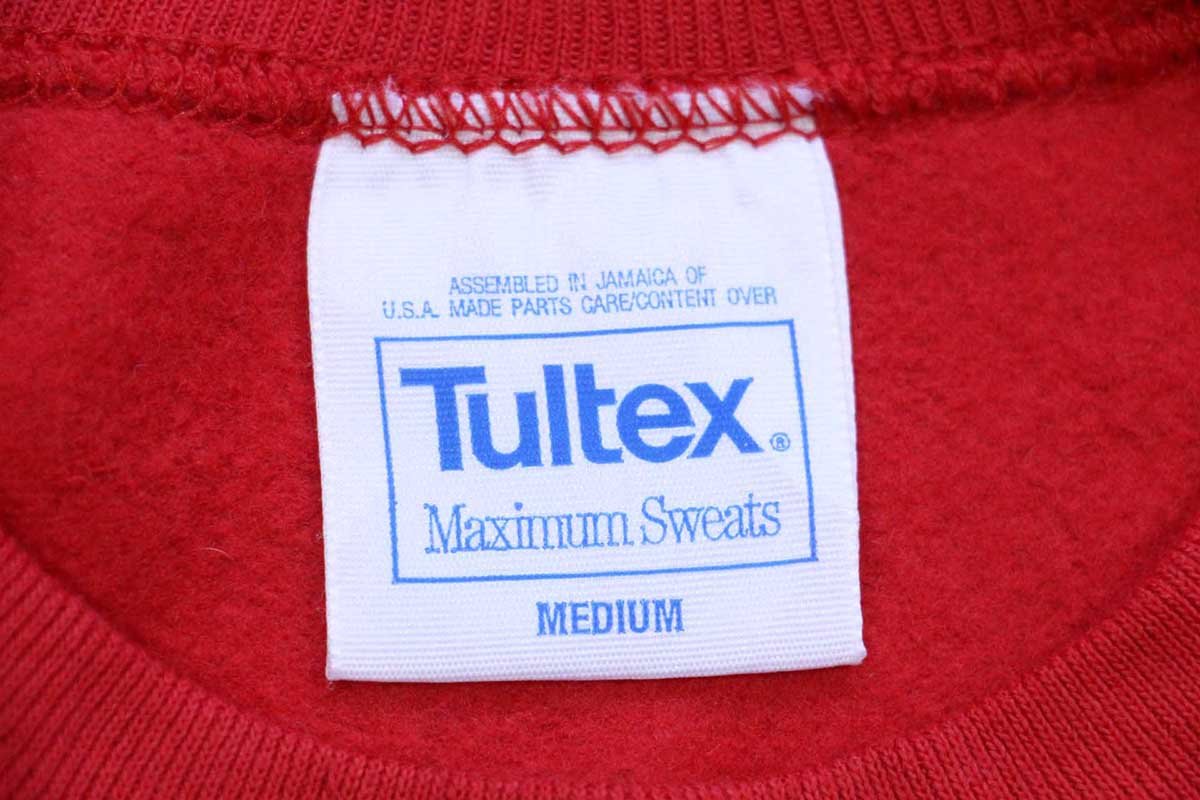 ASSEMBLED IN JAMAICA OF
U.S.A. MADE PARTS CARE/CONTENT OVER
Tultex®
Maximum Sweats
MEDIUM